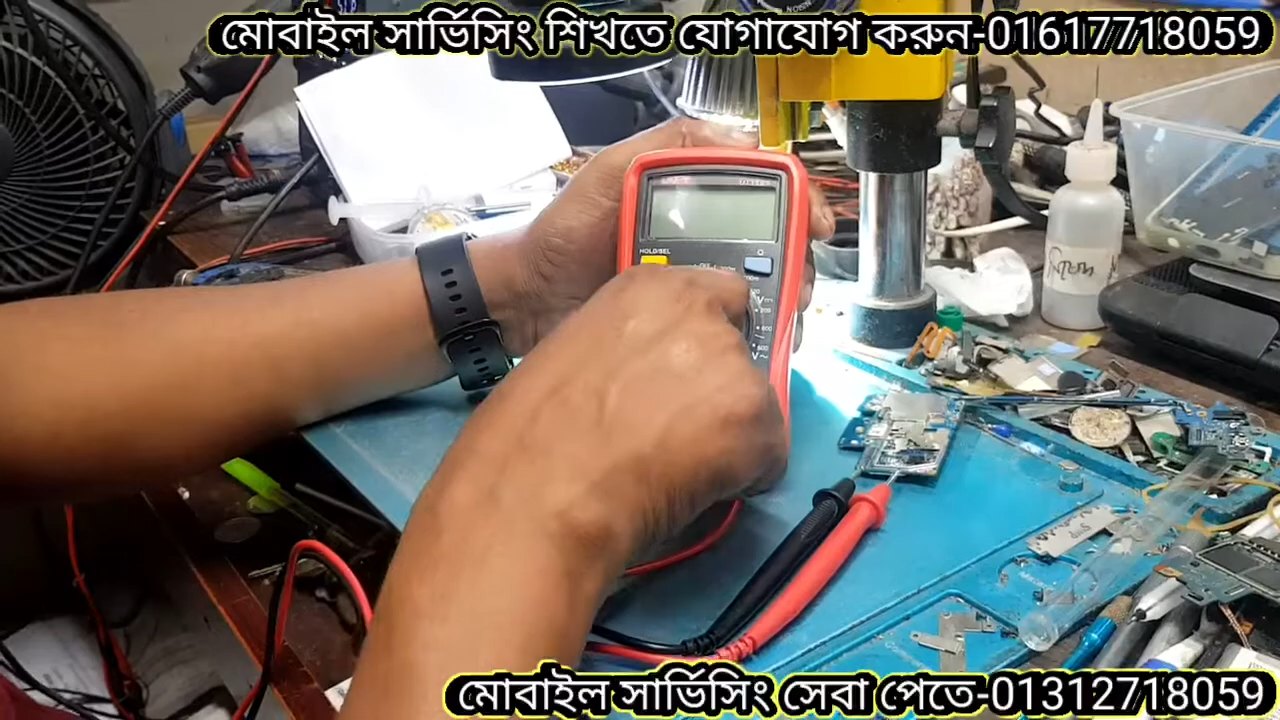 মোবাইল সার্ভিসিং শিখতে যোগাযোগ করুন-01617718059
HOLD/SEL
মোবাইল সার্ভিসিং সেবা পেতে-01312718059